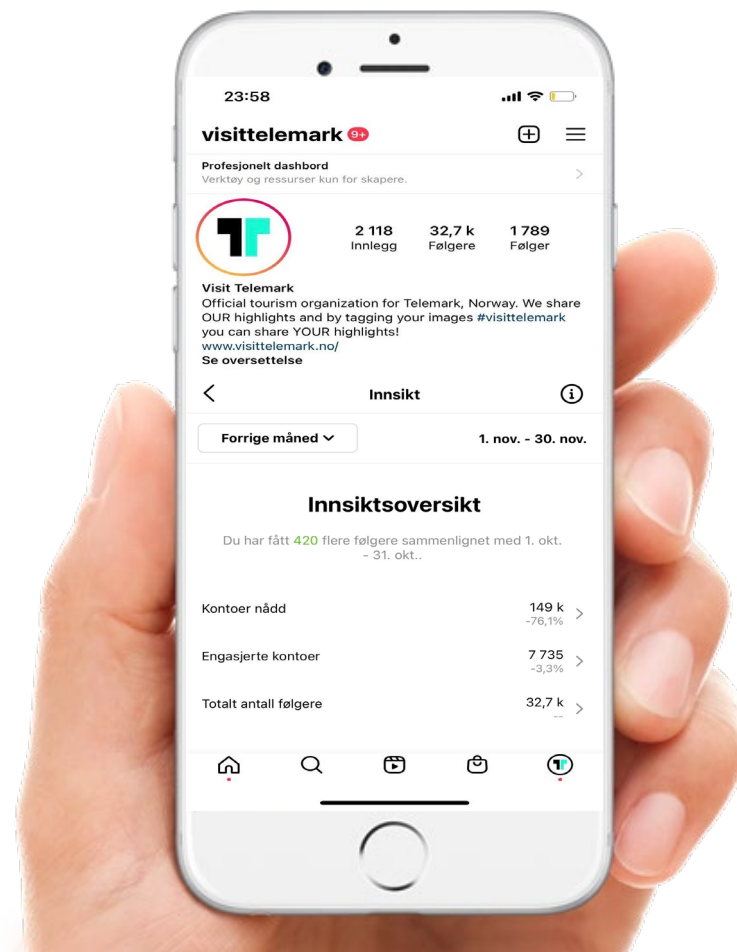 23:58
visittelemark 9+
Profesjonelt dashbord
Verktøy og ressurser kun for skapere.
2 118 32,7 k 1 789
Innlegg Følgere Følger
Visit Telemark
Official tourism organization for Telemark, Norway. We share
OUR highlights and by tagging your images #visittelemark
you can share YOUR highlights!
www.visittelemark.no/
Se oversettelse
Innsikt
Forrige måned 1. nov. - 30. nov.
Innsiktsoversikt
Du har fått 420 flere følgere sammenlignet med 1. okt.
- 31. okt..
Kontoer nådd 149 k
-76,1%
Engasjerte kontoer 7 735
-3,3%
Totalt antall følgere 32,7 k
--